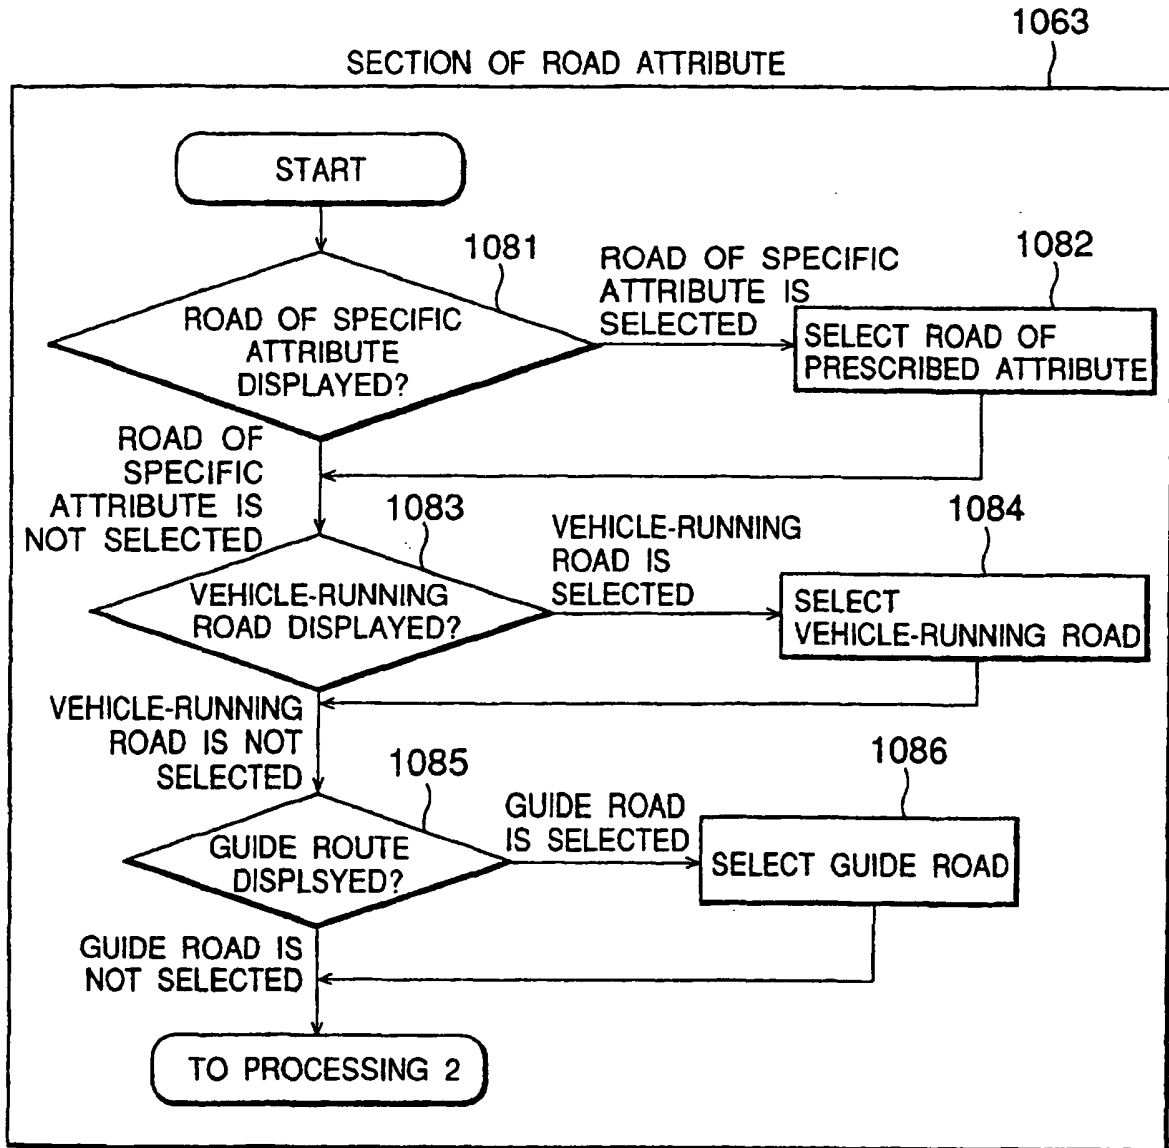 1063
SECTION OF ROAD ATTRIBUTE
START
1081
ROAD OF SPECIFIC
ATTRIBUTE
DISPLAYED?
ROAD OF SPECIFIC
ATTRIBUTE IS
SELECTED
1082
SELECT ROAD OF
PRESCRIBED ATTRIBUTE
ROAD OF
SPECIFIC
ATTRIBUTE IS
NOT SELECTED
1083
VEHICLE-RUNNING
ROAD DISPLAYED?
VEHICLE-RUNNING
ROAD IS
SELECTED
1084
SELECT
VEHICLE-RUNNING ROAD
VEHICLE-RUNNING
ROAD IS NOT
SELECTED
1085
GUIDE ROUTE
DISPLSYED?
GUIDE ROAD
IS SELECTED
1086
SELECT GUIDE ROAD
GUIDE ROAD IS
NOT SELECTED
TO PROCESSING 2